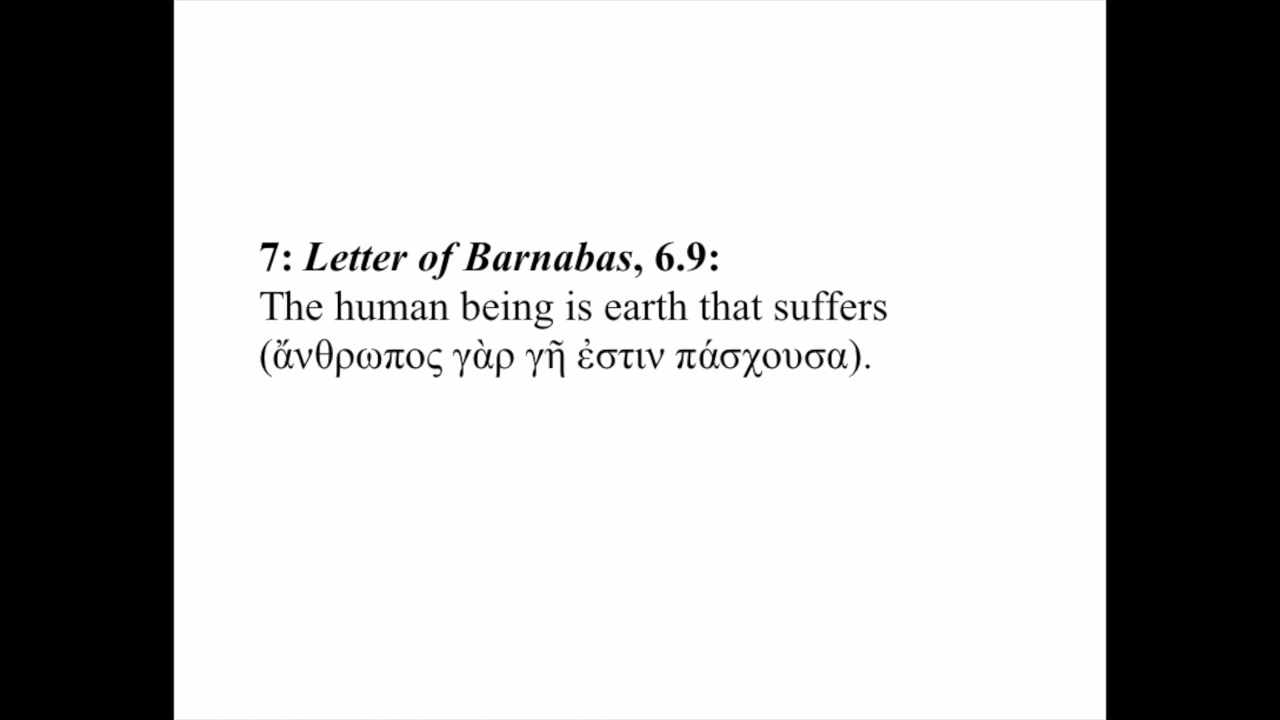 7: Letter of Barnabas, 6.9:
The human being is earth that suffers
(ἄνθρωπος γὰρ γῆ ἐστιν πάσχουσα).